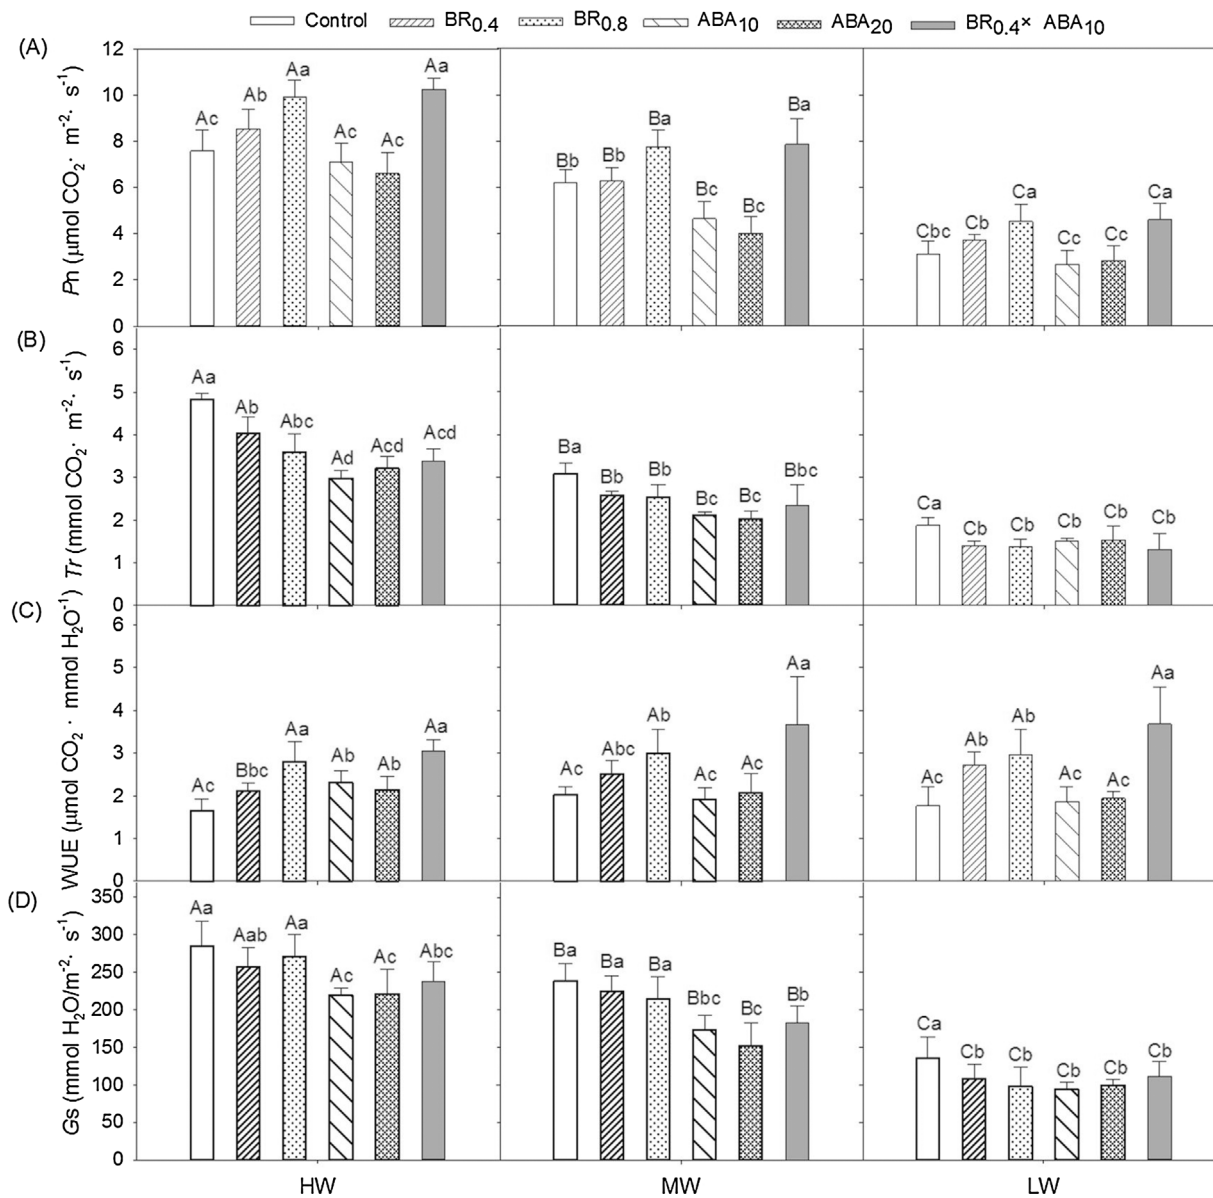 Control BR0.4 BR0.8 ABA10 ABA20 BR0.4× ABA10
(A)
Pn (μmol CO2· m-2· s-1)
12
10
8
6
4
2
0
Ac Ab Aa Ac Ac Aa
Bb Bb Ba Bc Bc Ba
Cbc Cb Ca Cc Cc Ca
(B)
Tr (mmol CO2· m-2· s-1)
6
5
4
3
2
1
0
Aa Ab Abc Ad Acd Acd
Ba Bb Bb Bc Bc Bbc
Ca Cb Cb Cb Cb Cb
(C)
WUE (μmol CO2 · mmol H2O-1)
6
5
4
3
2
1
0
Ac Bbc Aa Ab Ab Aa
Ac Abc Ab Ac Ac Aa
Ac Ab Ab Ac Ac Aa
(D)
Gs (mmol H2O/m-2· s-1)
350
300
250
200
150
100
50
0
Aa Aab Aa Ac Ac Abc
Ba Ba Ba Bbc Bc Bb
Ca Cb Cb Cb Cb Cb
HW MW LW